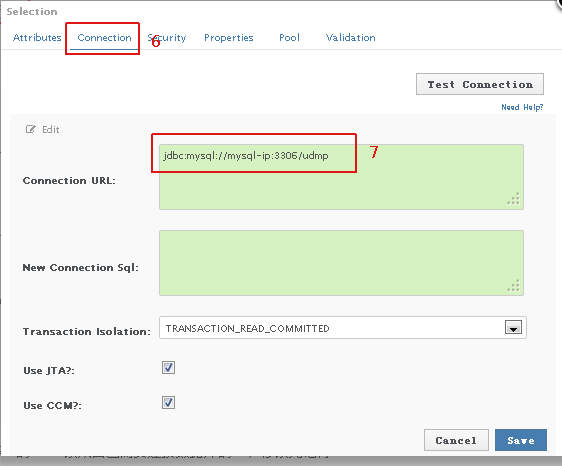 Selection
Attributes Connection 6 Security Properties Pool Validation
Test Connection
Need Help?
Edit
jdbc:mysql://mysql-ip:3306/udmp 7
Connection URL:
New Connection Sql:
Transaction Isolation: TRANSACTION_READ_COMMITTED
Use JTA?:
Use CCM?:
Cancel Save